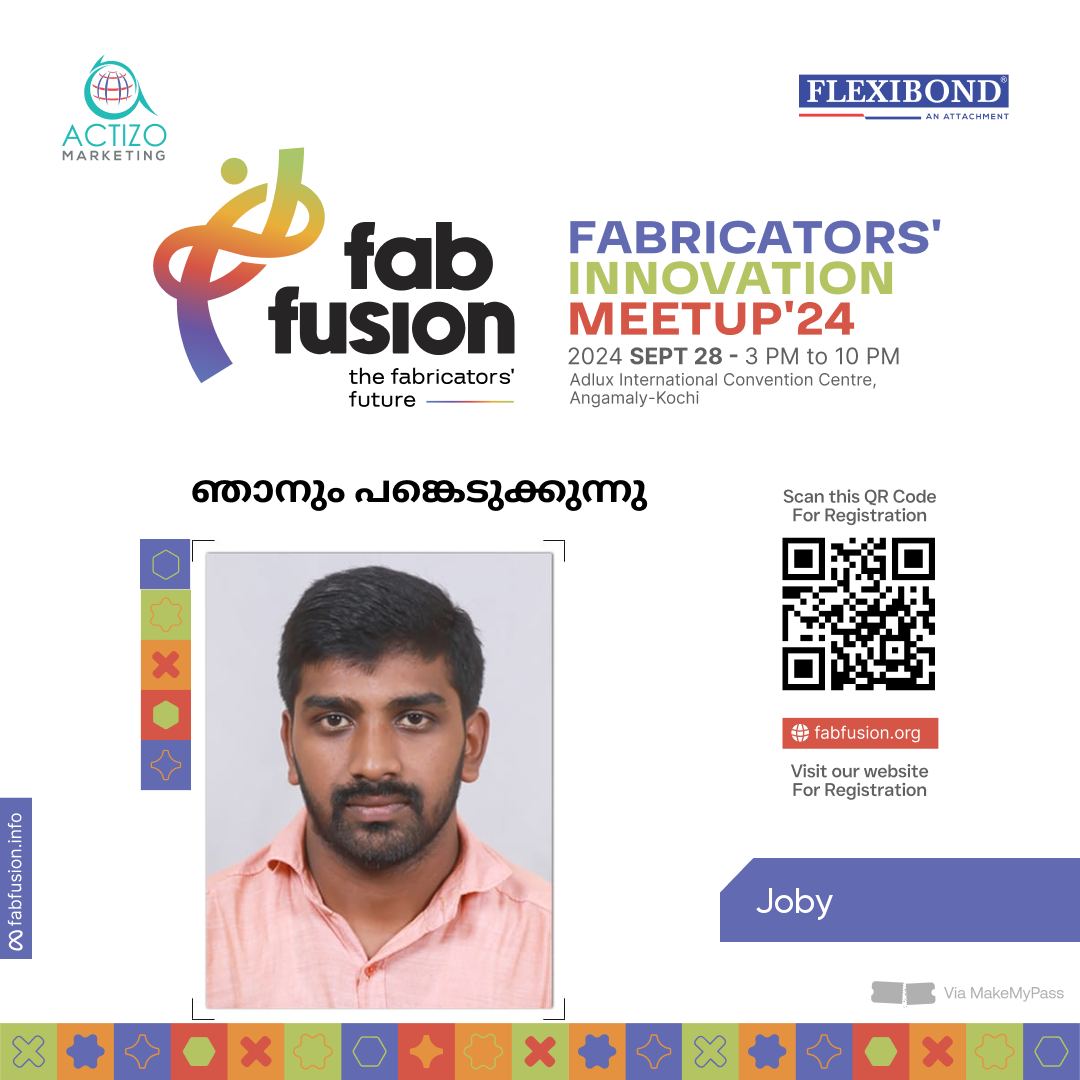 ACTIZO
MARKETING
FLEXIBOND®
AN ATTACHMENT
fab
fusion
the fabricators'
future
FABRICATORS'
INNOVATION
MEETUP'24
2024 SEPT 28 - 3 PM to 10 PM
Adlux International Convention Centre,
Angamaly-Kochi
ഞാനും പങ്കെടുക്കുന്നു
Scan this QR Code
For Registration
fabfusion.org
Visit our website
For Registration
fabfusion.info
Joby
Via MakeMyPass